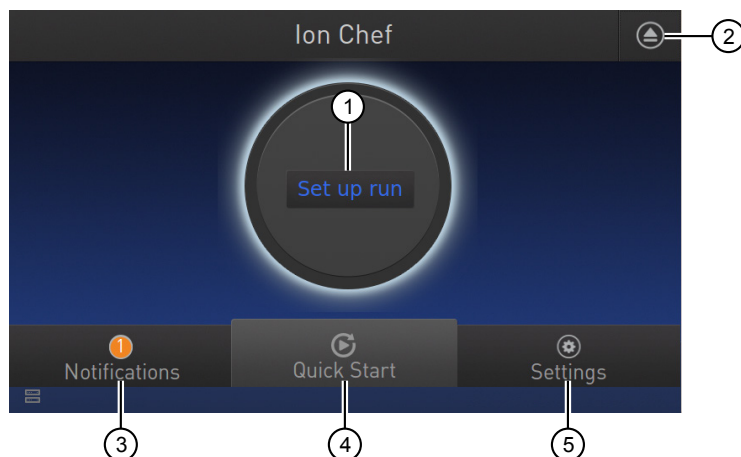 Ion Chef
2
1
Set up run
1
Notifications
Quick Start
Settings
3
4
5